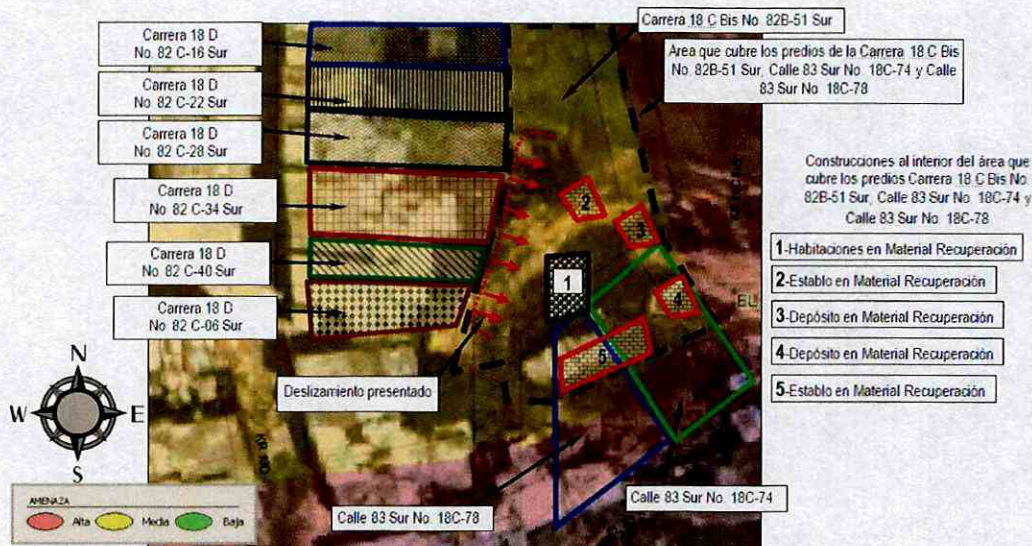 Carrera 18 D
No. 82 C-16 Sur
Carrera 18 D
No. 82 C-22 Sur
Carrera 18 D
No. 82 C-28 Sur
Carrera 18 D
No. 82 C-34 Sur
Carrera 18 D
No. 82 C-40 Sur
Carrera 18 D
No. 82 C-06 Sur
Carrera 18 C Bis No. 82B-51 Sur
Area que cubre los predios de la Carrera 18 C Bis
No. 82B-51 Sur, Calle 83 Sur No. 18C-74 y Calle
83 Sur No. 18C-78
Construcciones al interior del área que
cubre los predios Carrera 18 C Bis No.
82B-51 Sur, Calle 83 Sur No. 18C-74 y
Calle 83 Sur No. 18C-78
1-Habitaciones en Material Recuperación
2-Establo en Material Recuperación
3-Depósito en Material Recuperación
4-Depósito en Material Recuperación
5-Establo en Material Recuperación
2
3
1
4
5
EL
Deslizamiento presentado
N
W
E
S
AMENAZA
Alta
Media
Baja
Calle 83 Sur No. 18C-78
Calle 83 Sur No. 18C-74